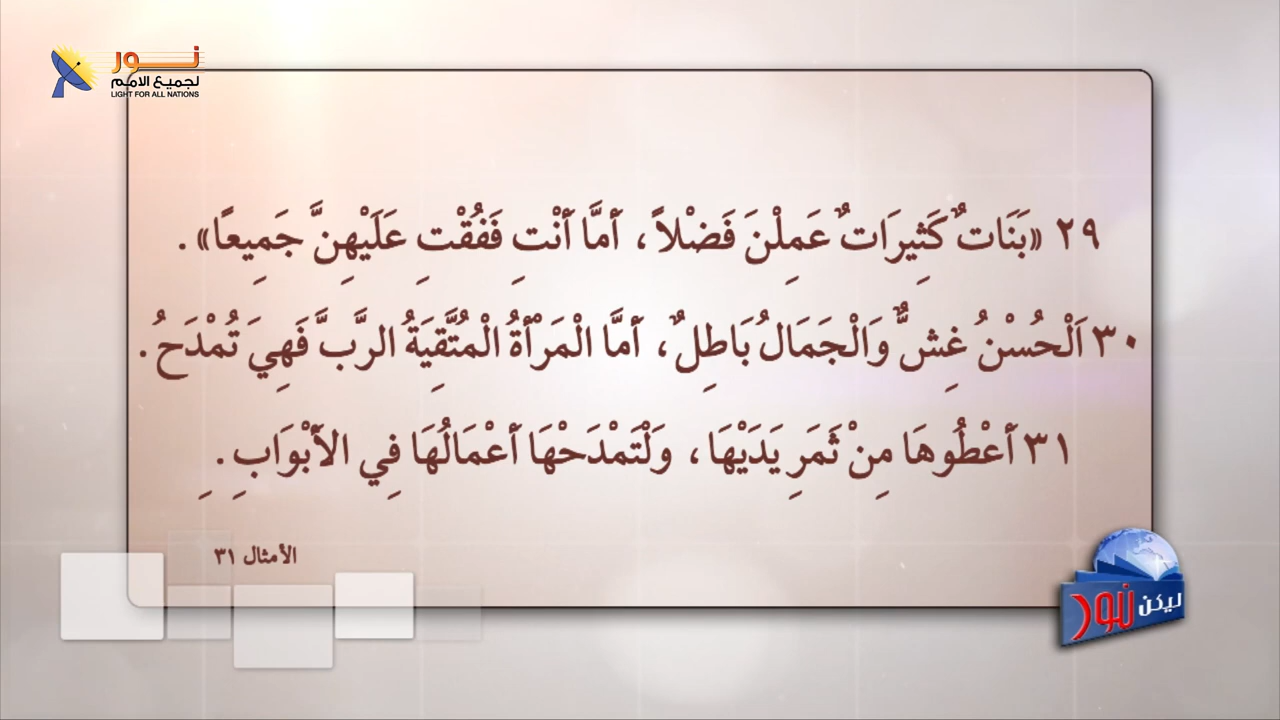 نور
لجميع الامم
LIGHT FOR ALL NATIONS
٢٩ «بَنَاتٌ كَثِيرَاتٌ عَمِلْنَ فَضْلاً، أَمَّا أَنْتِ فَفُقْتِ عَلَيْهِنَّ جَمِيعًا».
٣٠ اَلْحُسْنُ غِشٌّ وَالْجَمَالُ بَاطِلٌ، أَمَّا الْمَرْأَةُ الْمُتَّقِيَةُ الرَّبَّ فَهِيَ تُمْدَحُ.
٣١ أَعْطُوهَا مِنْ ثَمَرِ يَدَيْهَا، وَلْتَمْدَحْهَا أَعْمَالُهَا فِي الأَبْوَابِ.
الأمثال ٣١
ليكن نور